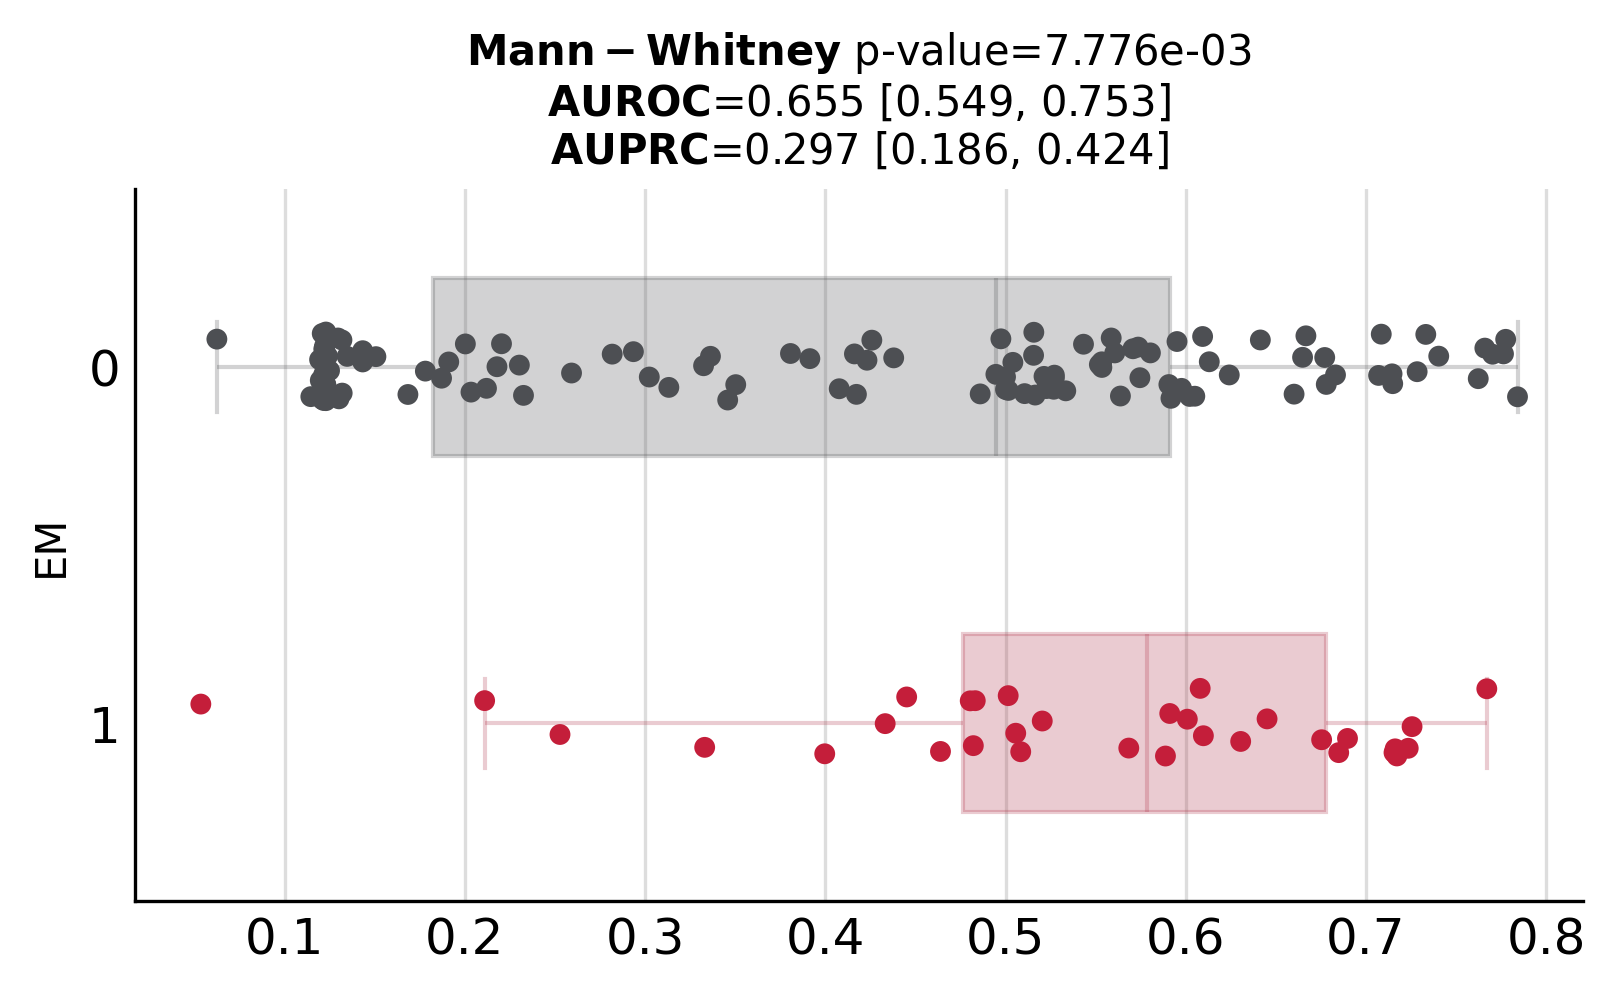 Mann − Whitney p-value=7.776e-03
AUROC=0.655 [0.549, 0.753]
AUPRC=0.297 [0.186, 0.424]
0
EM
1
0.1 0.2 0.3 0.4 0.5 0.6 0.7 0.8